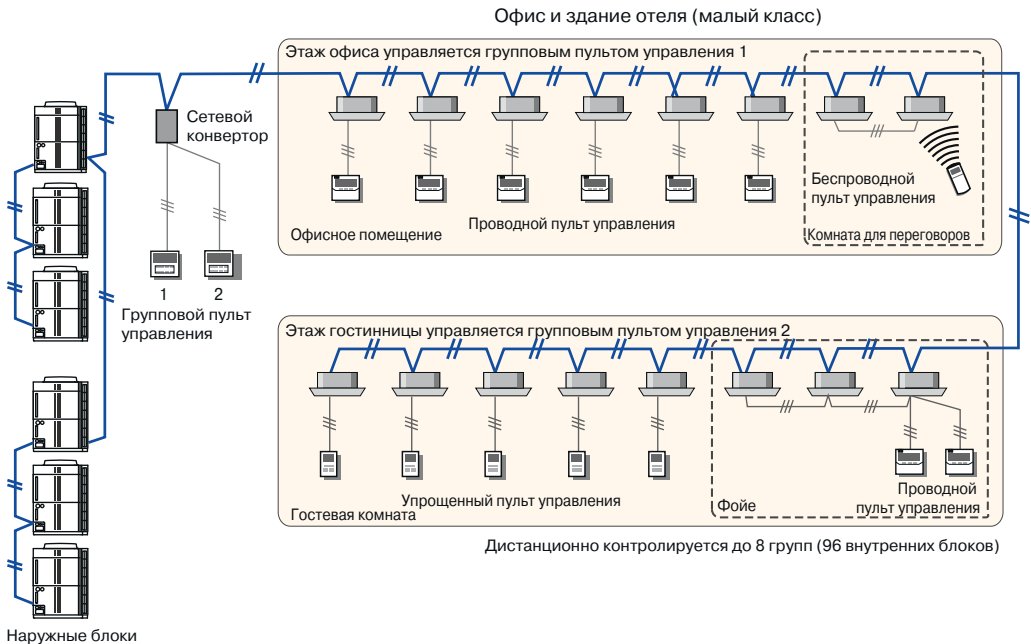 Офис и здание отеля (малый класс)
Этаж офиса управляется групповым пультом управления 1
Сетевой
конвертор
Беспроводной
пульт управления
Проводной пульт управления
Офисное помещение
Комната для переговоров
1
2
Групповой пульт
управления
Этаж гостинницы управляется групповым пультом управления 2
Упрощенный пульт управления
Гостевая комната
Фойе
Проводной
пульт управления
Дистанционно контролируется до 8 групп (96 внутренних блоков)
Наружные блоки